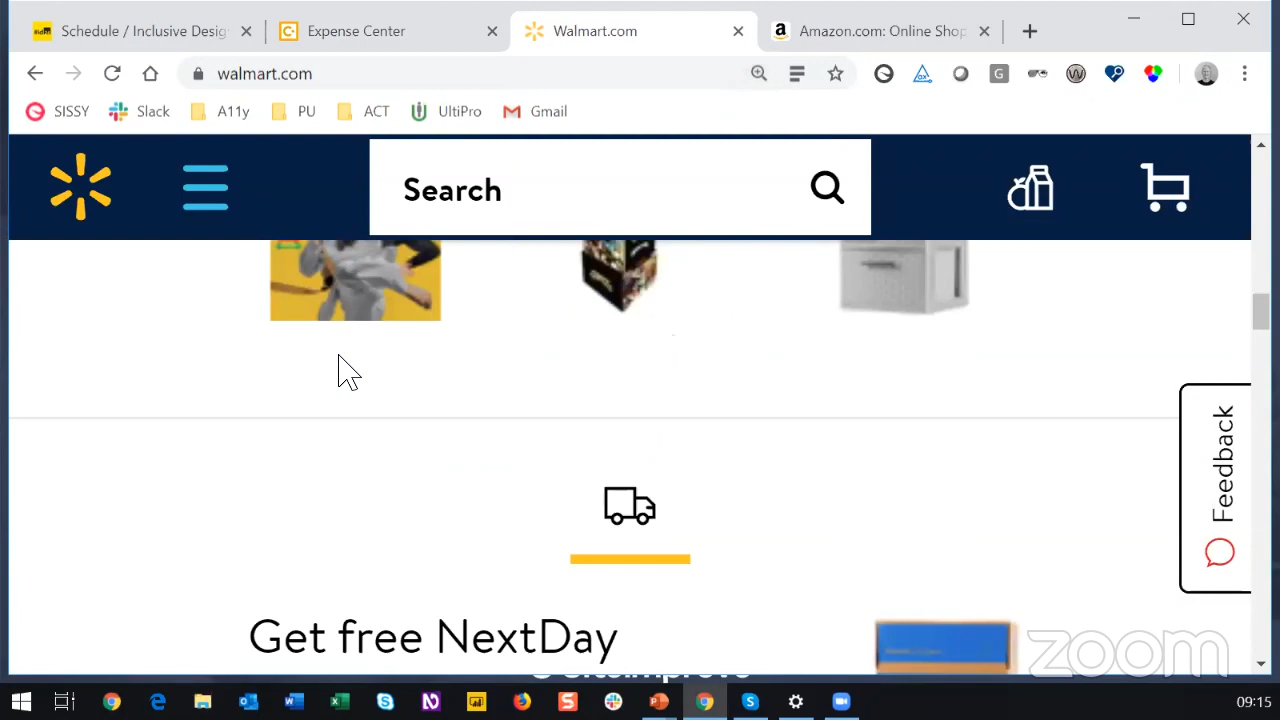 Schedule / Inclusive Desig
Expense Center
Walmart.com
Amazon.com: Online Shop
walmart.com
SISSY
Slack
A11y
PU
ACT
UltiPro
Gmail
Search
Feedback
Get free NextDay
zoom
09:15